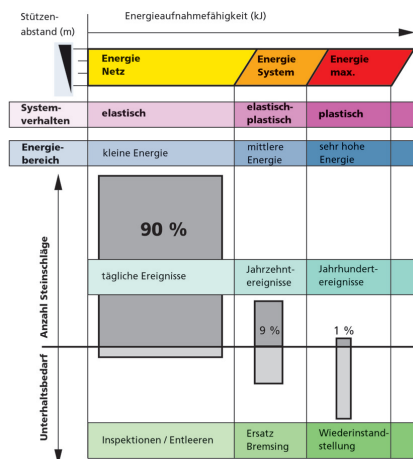 Stützen-
abstand (m)
Energieaufnahmefähigkeit (kJ)
Energie
Netz
Energie
System
Energie
max.
System-
verhalten
elastisch
elastisch-
plastisch
plastisch
Energie-
bereich
kleine Energie
mittlere
Energie
sehr hohe
Energie
Anzahl Steinschläge
90 %
tägliche Ereignisse
Jahrzehnt-
ereignisse
Jahrhundert-
ereignisse
9 %
1 %
Unterhaltsbedarf
Inspektionen / Entleeren
Ersatz
Bremsing
Wiederinstand-
stellung